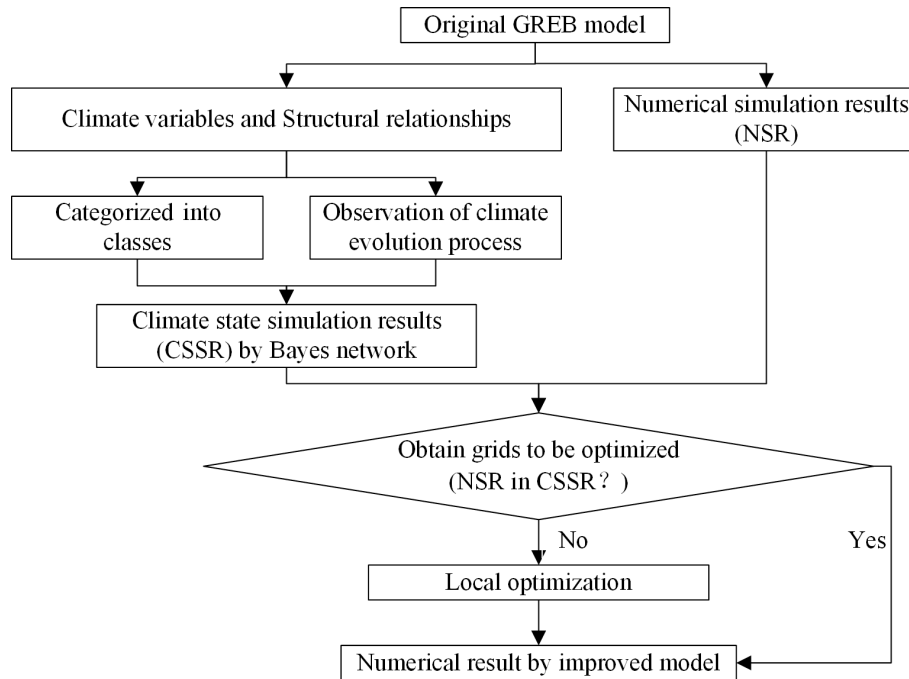 Original GREB model
Climate variables and Structural relationships
Numerical simulation results
(NSR)
Categorized into
classes
Observation of climate
evolution process
Climate state simulation results
(CSSR) by Bayes network
Obtain grids to be optimized
(NSR in CSSR？)
No
Yes
Local optimization
Numerical result by improved model